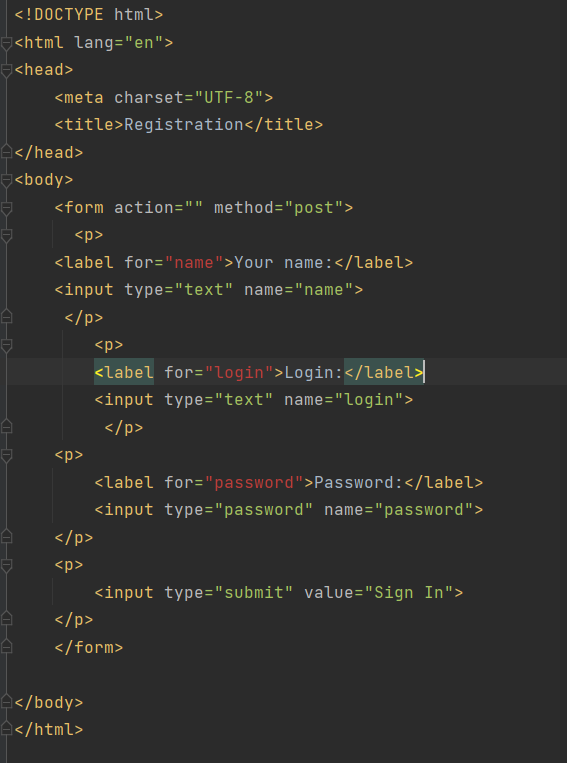 <!DOCTYPE html>
<html lang="en">
<head>
    <meta charset="UTF-8">
    <title>Registration</title>
</head>
<body>
    <form action="" method="post">
      <p>
    <label for="name">Your name:</label>
    <input type="text" name="name">
     </p>
        <p>
        <label for="login">Login:</label>
        <input type="text" name="login">
         </p>
    <p>
        <label for="password">Password:</label>
        <input type="password" name="password">
    </p>
    <p>
        <input type="submit" value="Sign In">
    </p>
    </form>

</body>
</html>